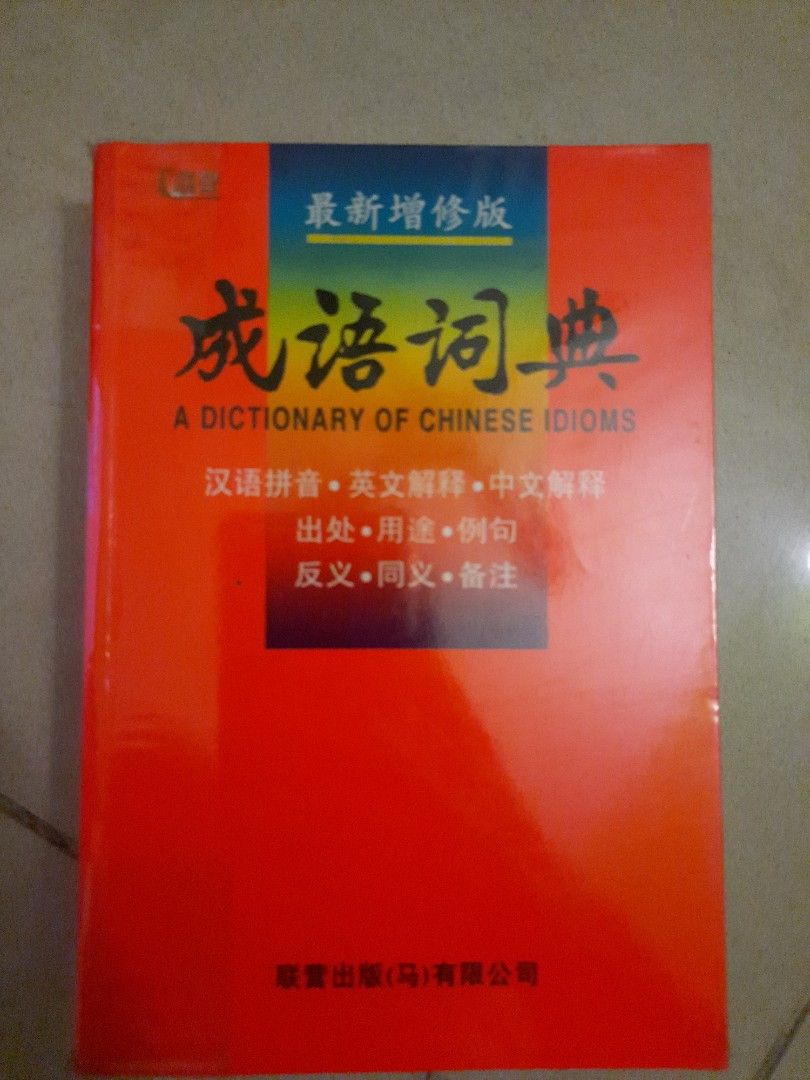 最新增修版
成语词典
A DICTIONARY OF CHINESE IDIOMS
汉语拼音•英文解释•中文解释
出处•用途•例句
反义•同义•备注
联营出版(马)有限公司